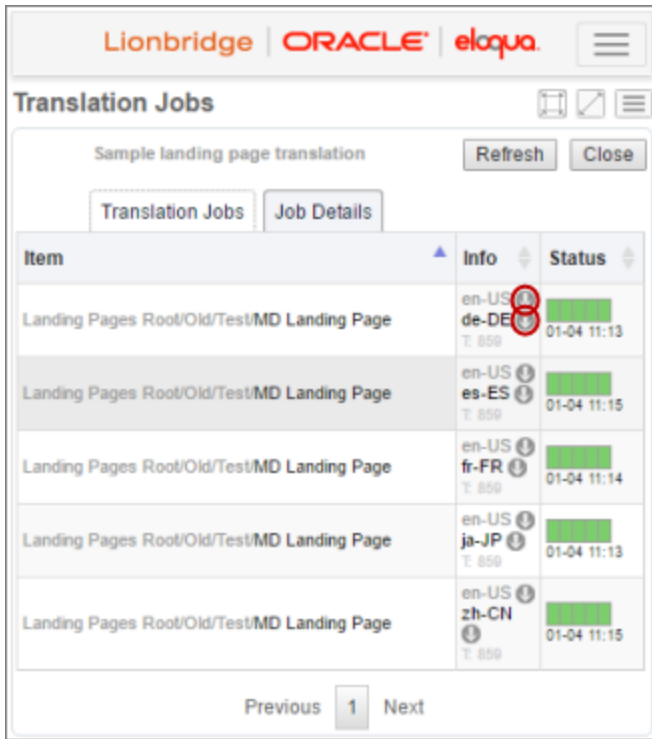 Lionbridge | ORACLE | eloqua.
Translation Jobs
Sample landing page translation Refresh Close
Translation Jobs Job Details
Item Info Status
en-US
Landing Pages Root/Old/Test/MD Landing Page de-DE
T: 859 01-04 11:13
en-US
Landing Pages Root/Old/Test/MD Landing Page es-ES
T: 859 01-04 11:15
en-US
Landing Pages Root/Old/Test/MD Landing Page fr-FR
T: 859 01-04 11:14
en-US
Landing Pages Root/Old/Test/MD Landing Page ja-JP
T: 859 01-04 11:13
en-US
Landing Pages Root/Old/Test/MD Landing Page zh-CN
01-04 11:15
T: 859
Previous 1 Next